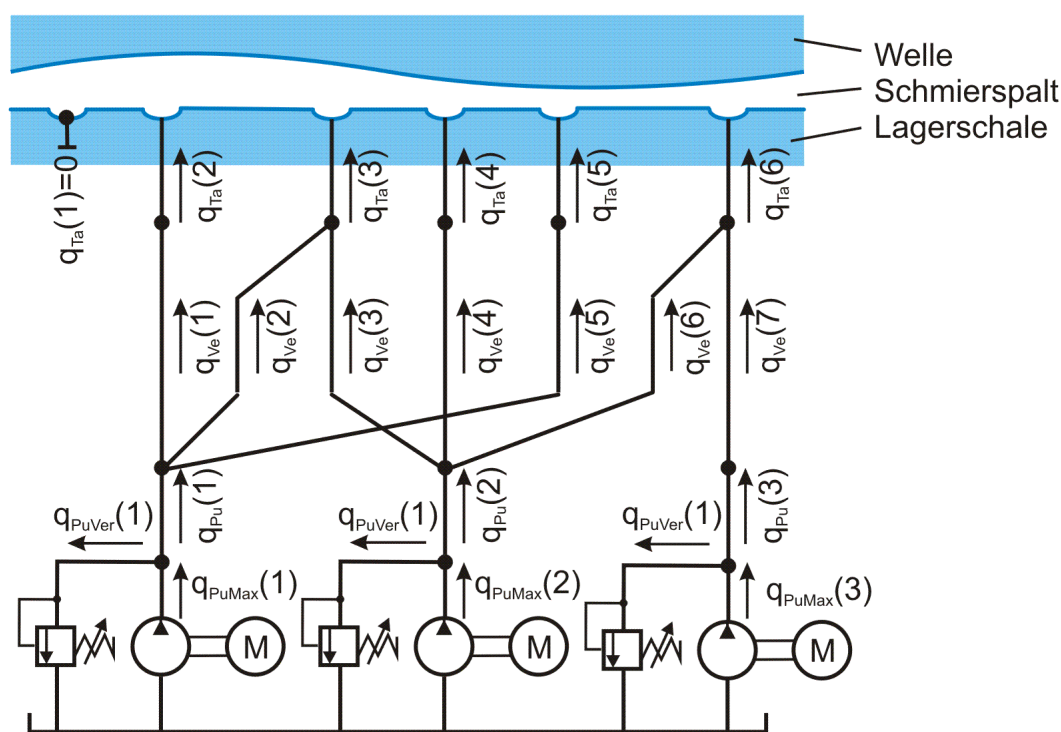 Welle
Schmierspalt
Lagerschale
qTa(1)=0
qTa(2)
qTa(3)
qTa(4)
qTa(5)
qTa(6)
qVe(1)
qVe(2)
qVe(3)
qVe(4)
qVe(5)
qVe(6)
qVe(7)
qPu(1)
qPu(2)
qPu(3)
qPuVer(1)
qPuVer(1)
qPuVer(1)
qPuMax(1)
qPuMax(2)
qPuMax(3)
M
M
M